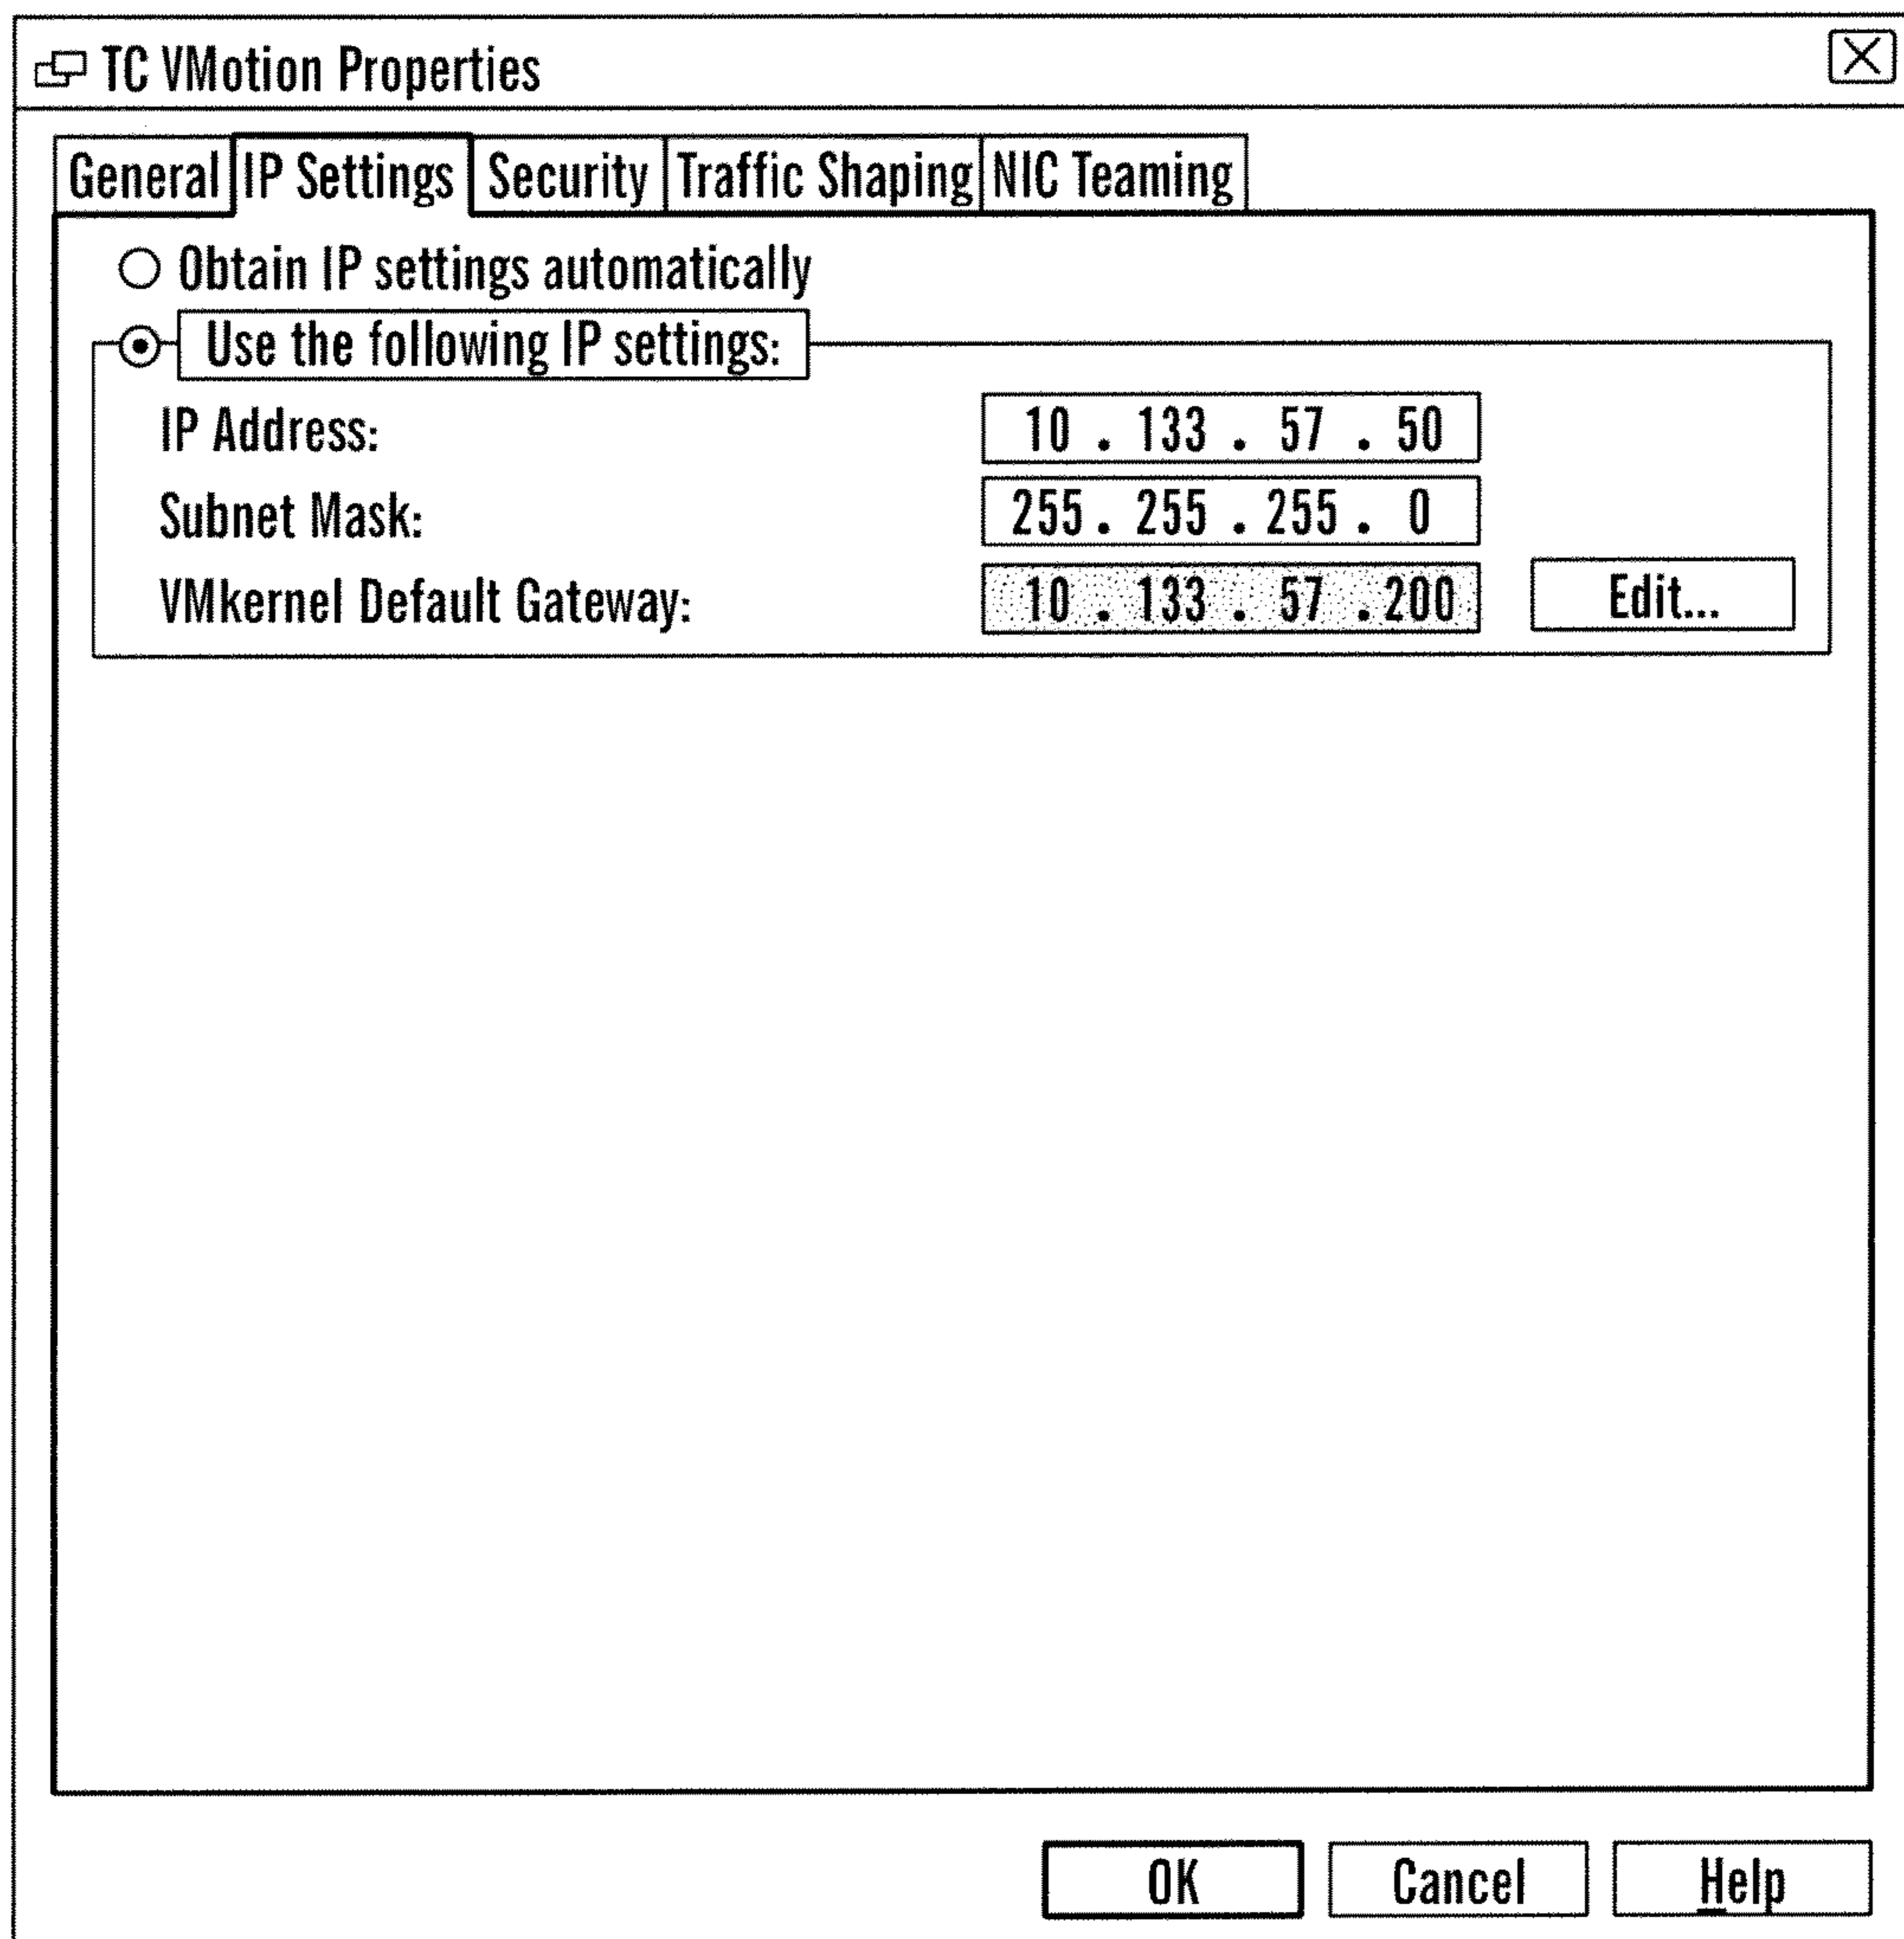 TC VMotion Properties
General IP Settings Security Traffic Shaping NIC Teaming
Obtain IP settings automatically
Use the following IP settings:
IP Address: 10 . 133 . 57 . 50
Subnet Mask: 255 . 255 . 255 . 0
VMkernel Default Gateway: 10 . 133 . 57 . 200 Edit...
OK Cancel Help